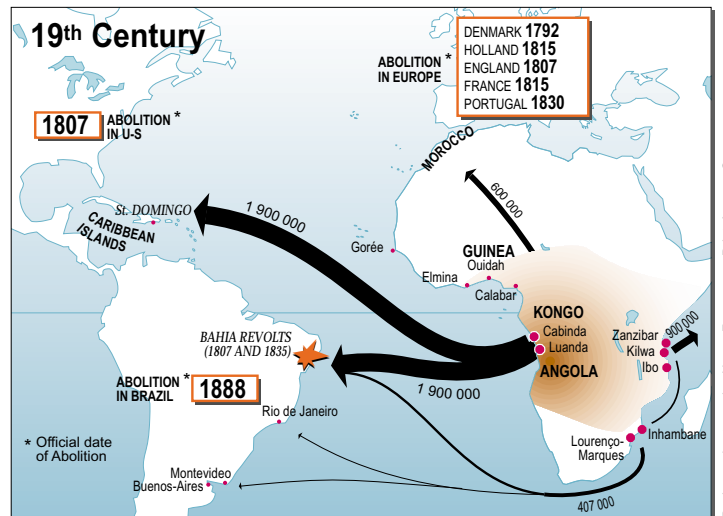 19th Century
ABOLITION *
IN EUROPE
DENMARK 1792
HOLLAND 1815
ENGLAND 1807
FRANCE 1815
PORTUGAL 1830
1807
ABOLITION *
IN U-S
MOROCCO
600 000
St. DOMINGO
1 900 000
CARIBBEAN
ISLANDS
Gorée
GUINEA
Ouidah
Elmina
Calabar
KONGO
Cabinda
Luanda
ANGOLA
Zanzibar
900 000
Kilwa
Ibo
BAHIA REVOLTS
(1807 AND 1835)
ABOLITION *
IN BRAZIL
1888
1 900 000
Rio de Janeiro
Inhambane
Lourenço-
Marques
* Official date
of Abolition
Montevideo
Buenos-Aires
407 000